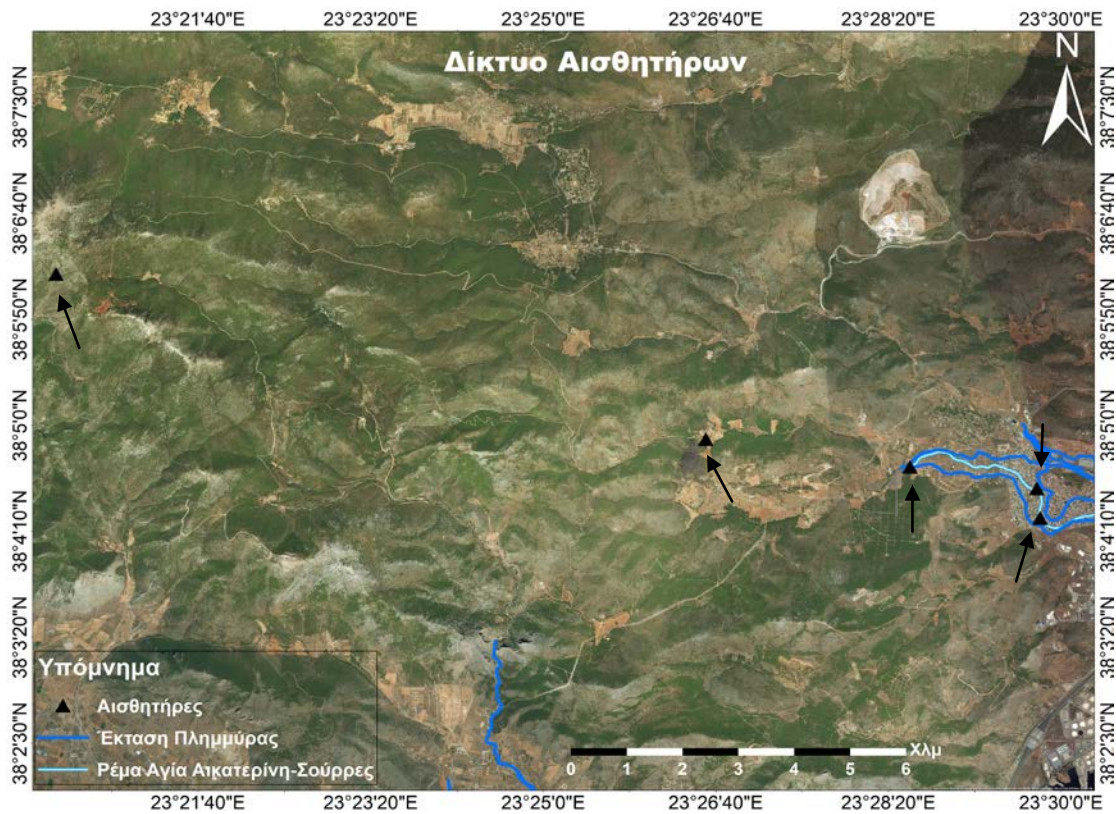 23°21'40"E 23°23'20"E 23°25'0"E 23°26'40"E 23°28'20"E 23°30'0"E
Δίκτυο Αισθητήρων
N
38°7'30"N 38°7'30"N
38°6'40"N 38°6'40"N
38°5'50"N 38°5'50"N
38°5'0"N 38°5'0"N
38°4'10"N 38°4'10"N
38°3'20"N 38°3'20"N
38°2'30"N 38°2'30"N
Υπόμνημα
Αισθητήρες
Έκταση Πλημμύρας
Ρέμα Αγία Αικατερίνη-Σούρρες
Χλμ
0 1 2 3 4 5 6
23°21'40"E 23°23'20"E 23°25'0"E 23°26'40"E 23°28'20"E 23°30'0"E